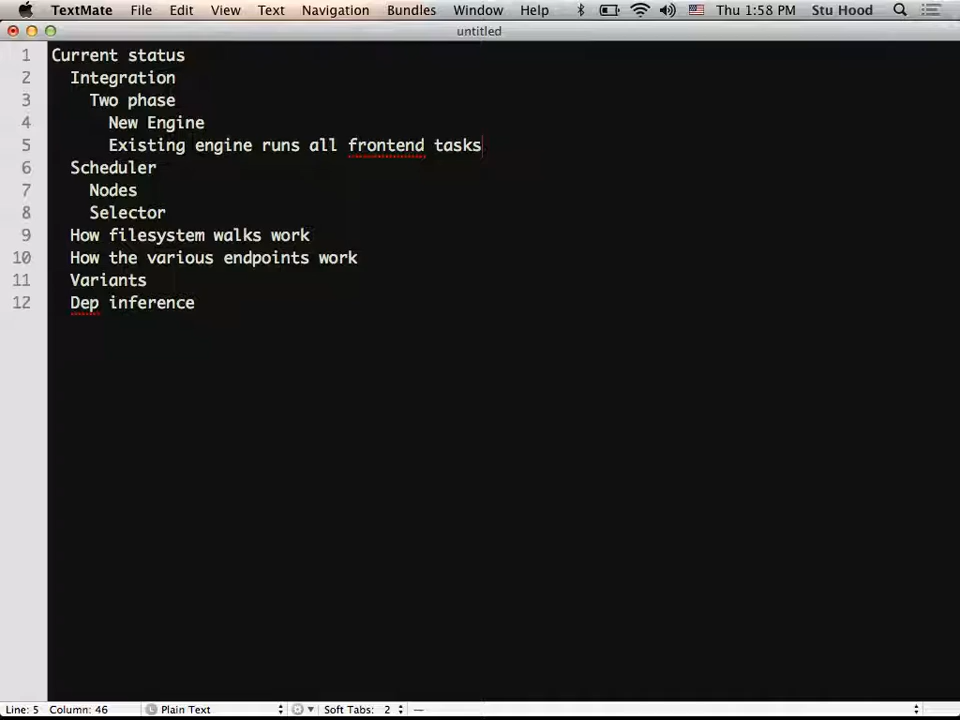 TextMate File Edit View Text Navigation Bundles Window Help Thu 1:58 PM Stu Hood
untitled
1 Current status
2 Integration
3 Two phase
4 New Engine
5 Existing engine runs all frontend tasks
6 Scheduler
7 Nodes
8 Selector
9 How filesystem walks work
10 How the various endpoints work
11 Variants
12 Dep inference
Line: 5 Column: 46 L Plain Text Soft Tabs: 2 —